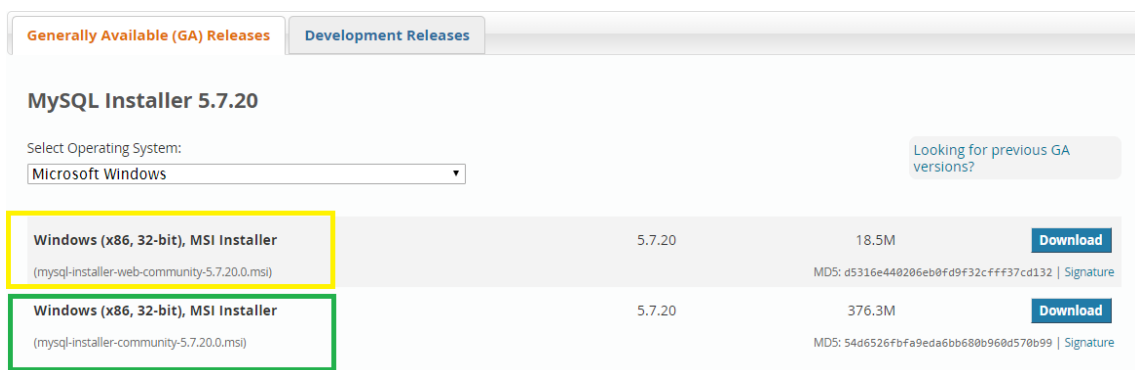 Generally Available (GA) Releases
Development Releases
MySQL Installer 5.7.20
Select Operating System:
Microsoft Windows
Looking for previous GA
versions?
Windows (x86, 32-bit), MSI Installer 5.7.20 18.5M Download
(mysql-installer-web-community-5.7.20.0.msi) MD5: d5316e440206eb0fd9f32cfff37cd132 | Signature
Windows (x86, 32-bit), MSI Installer 5.7.20 376.3M Download
(mysql-installer-community-5.7.20.0.msi) MD5: 54d6526fbfa9eda6bb680b960d570b99 | Signature